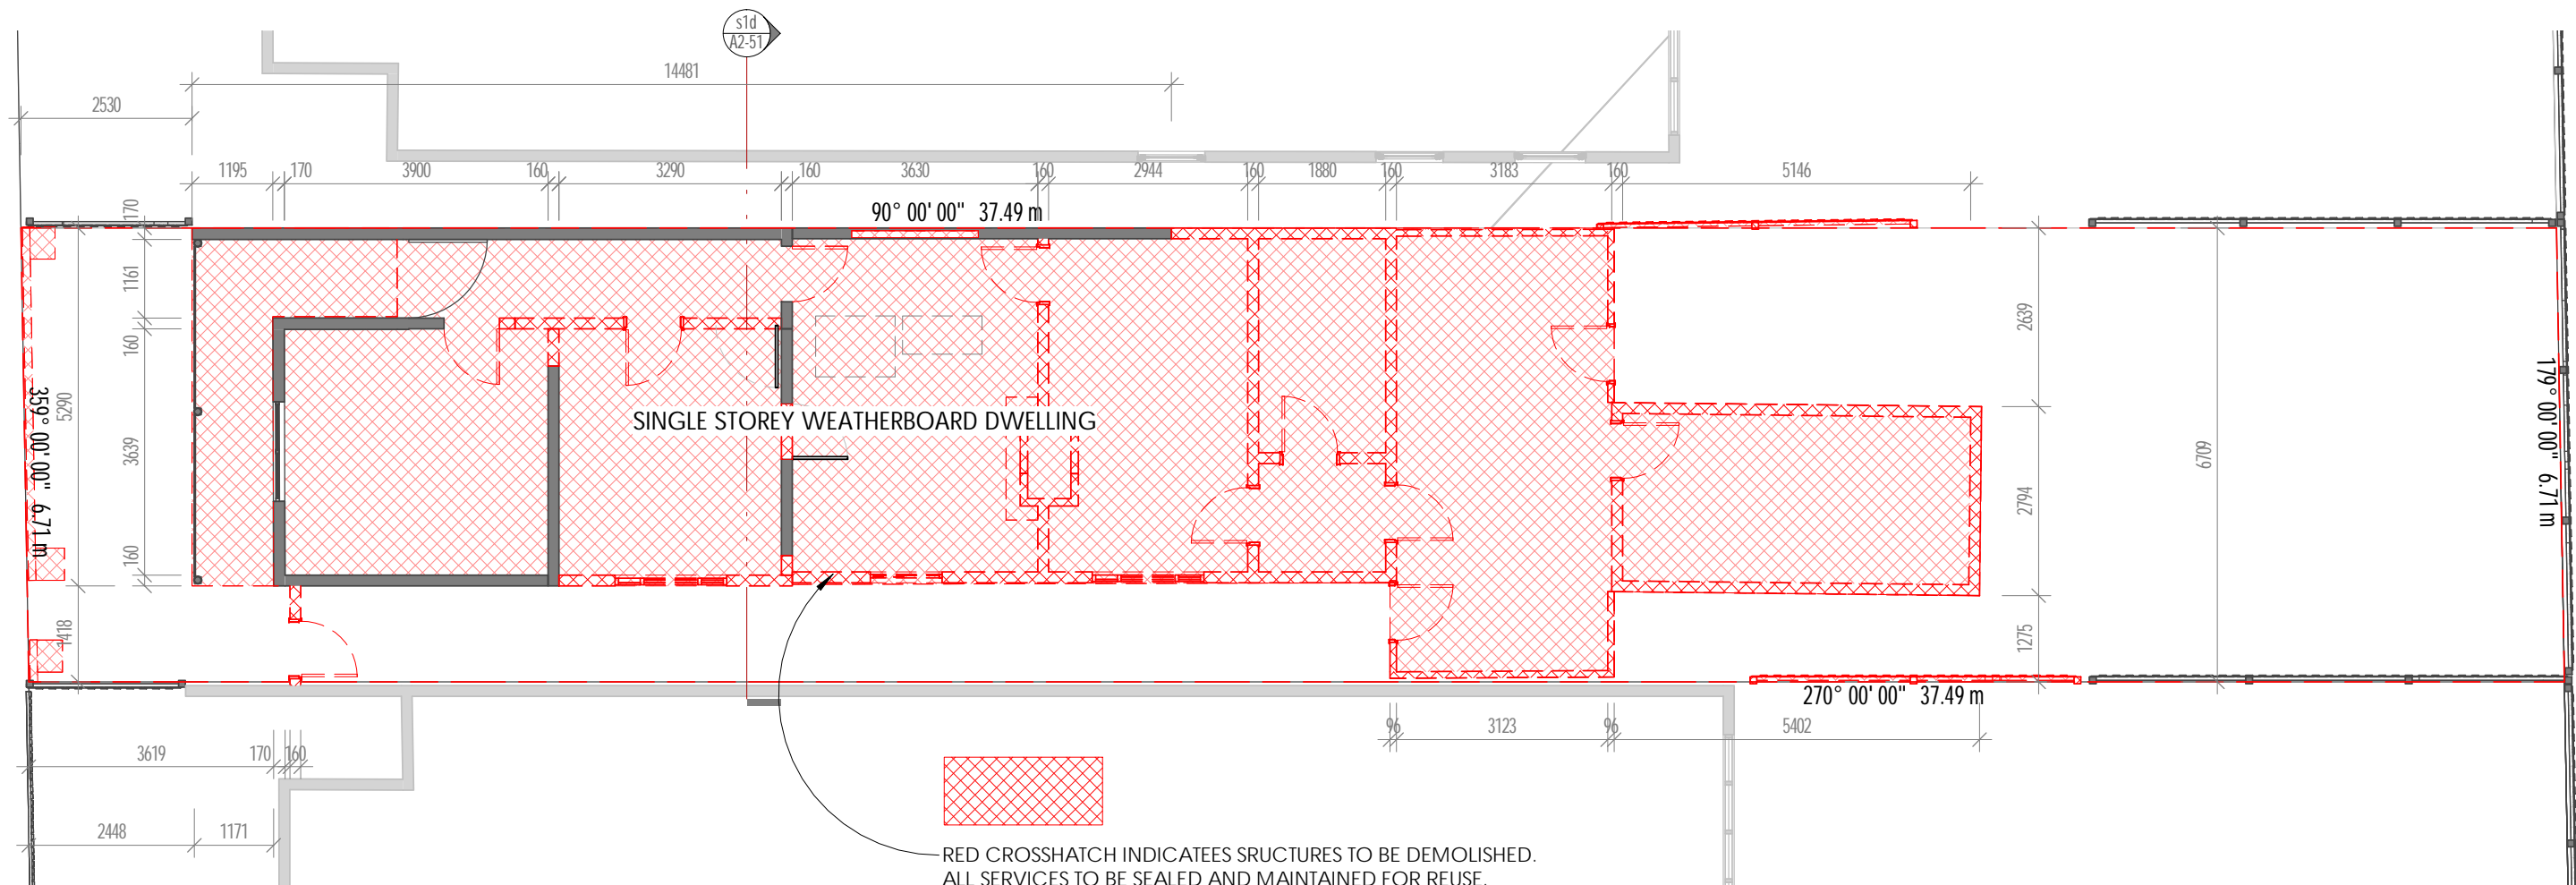 s1d
A2-51
14481
2530
1195 170 3900 160 3290 160 3630 160 2944 160 1880 160 3183 160 5146
90° 00' 00" 37.49 m
170
1161
160
5290
3639
160
1418
359° 00' 00" 6.71 m
SINGLE STOREY WEATHERBOARD DWELLING
2639
2794
1275
6709
179° 00' 00" 6.71 m
270° 00' 00" 37.49 m
96 3123 96 5402
3619 170 160
2448 1171
RED CROSSHATCH INDICATEES SRUCTURES TO BE DEMOLISHED.
ALL SERVICES TO BE SEALED AND MAINTAINED FOR REUSE.